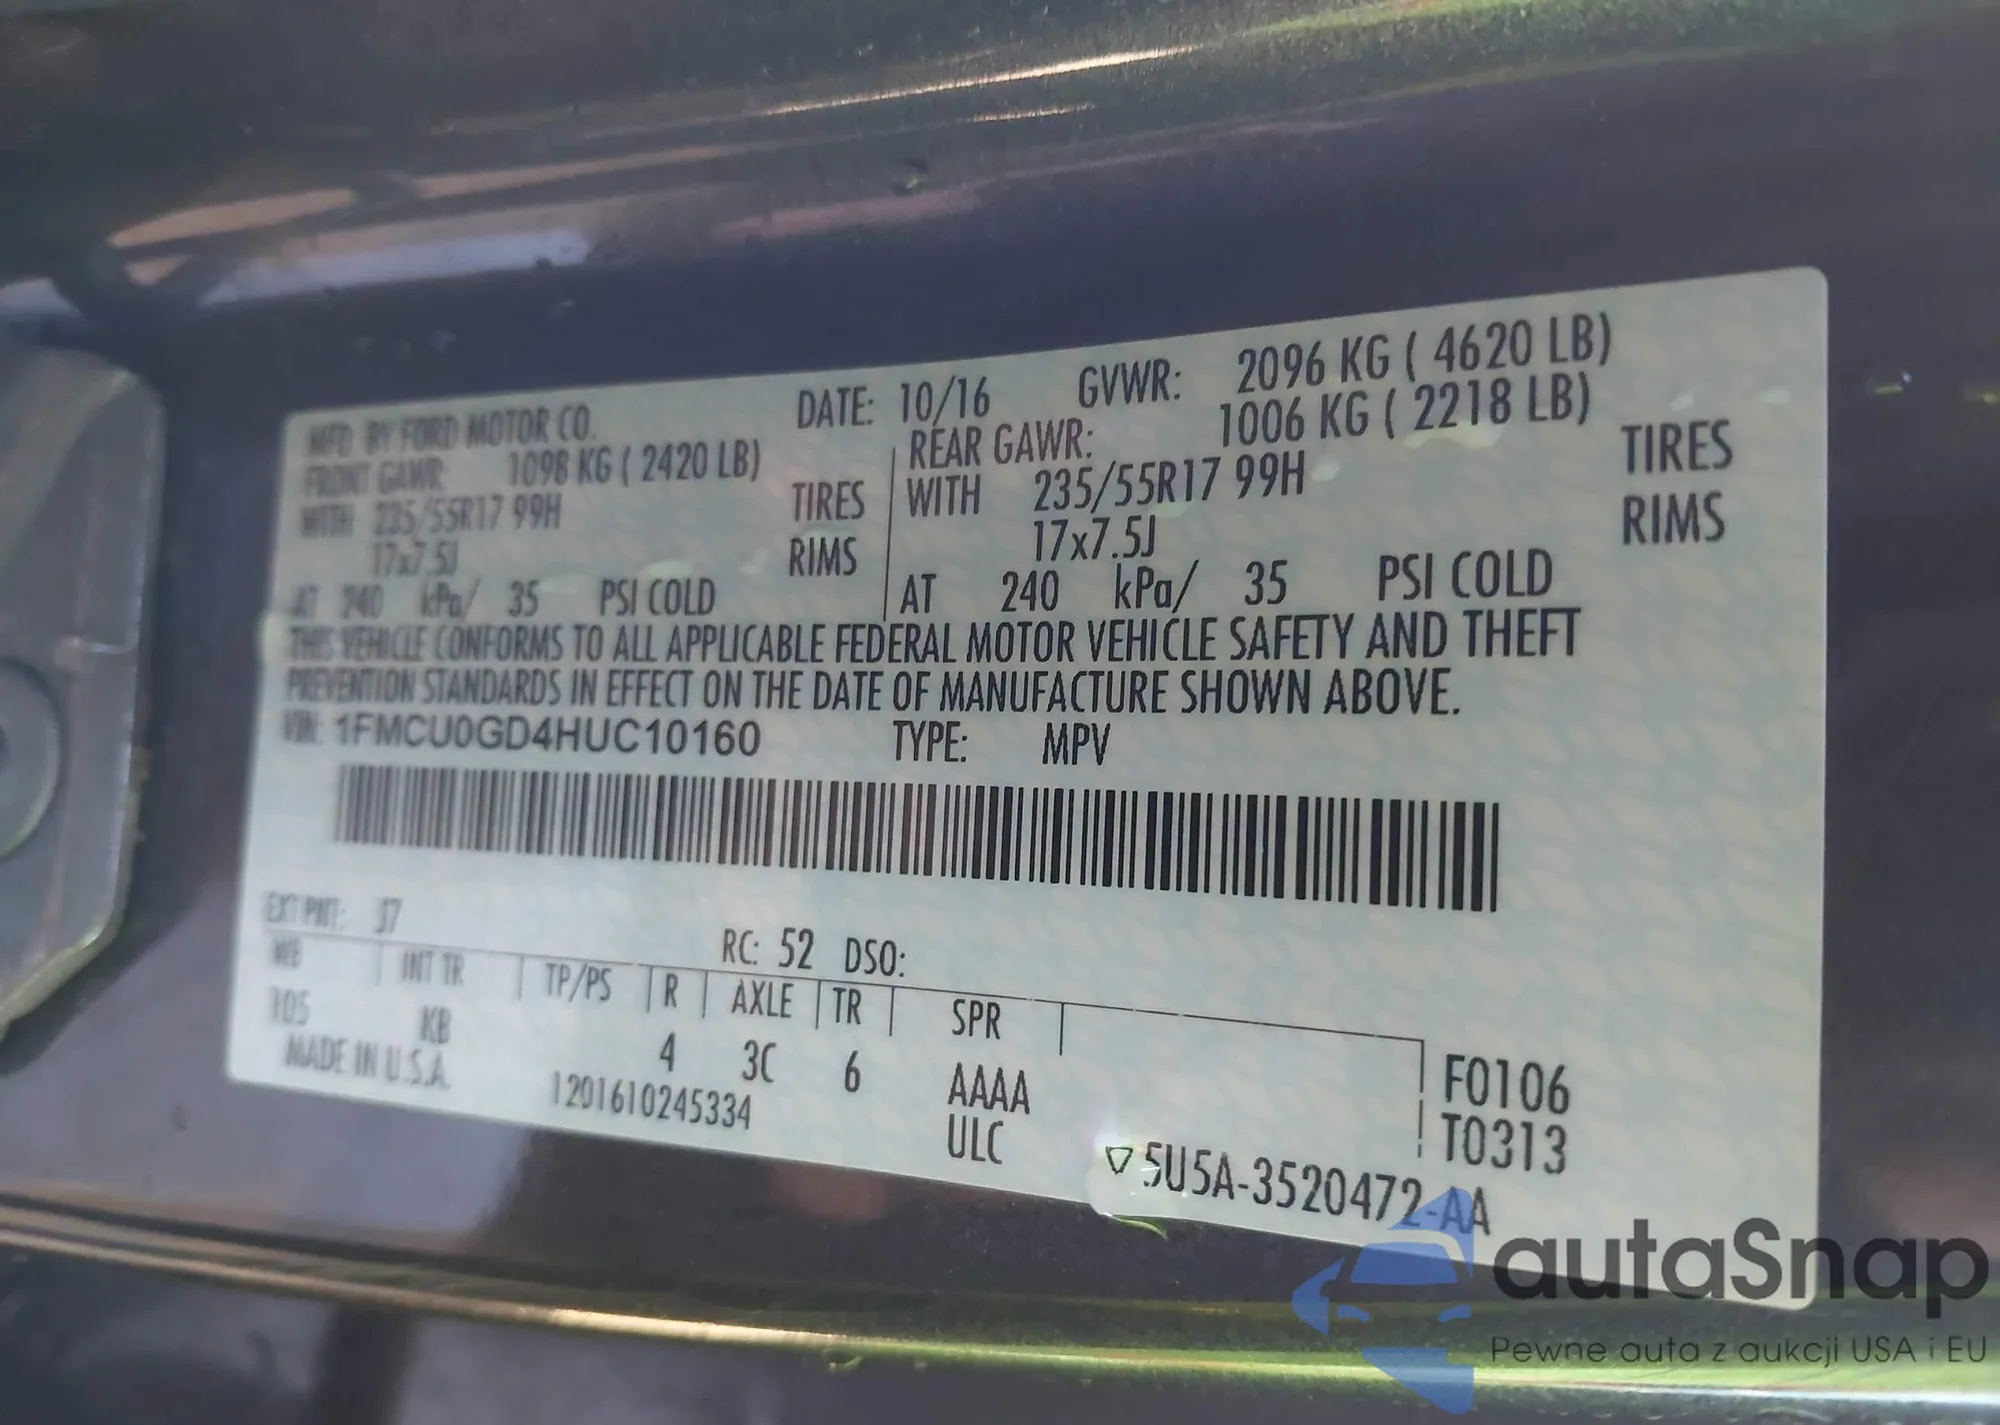 MFD BY FORD MOTOR CO. DATE: 10/16 GVWR: 2096 KG ( 4620 LB)
FRONT GAWR: 1098 KG ( 2420 LB) REAR GAWR: 1006 KG ( 2218 LB)
WITH 235/55R17 99H TIRES WITH 235/55R17 99H TIRES
17x7.5J RIMS 17x7.5J RIMS
AT 240 kPa/ 35 PSI COLD AT 240 kPa/ 35 PSI COLD
THIS VEHICLE CONFORMS TO ALL APPLICABLE FEDERAL MOTOR VEHICLE SAFETY AND THEFT
PREVENTION STANDARDS IN EFFECT ON THE DATE OF MANUFACTURE SHOWN ABOVE.
VIN: 1FMCU0GD4HUC10160 TYPE: MPV
EXT PNT: J7 RC: 52 DSO:
WB INT TR TP/PS R AXLE TR SPR
105 KB 4 3C 6 AAAA F0106
MADE IN U.S.A. 1201610245334 ULC T0313
▽ 5U5A-3520472-AA
autaSnap
Pewne auta z aukcji USA i EU